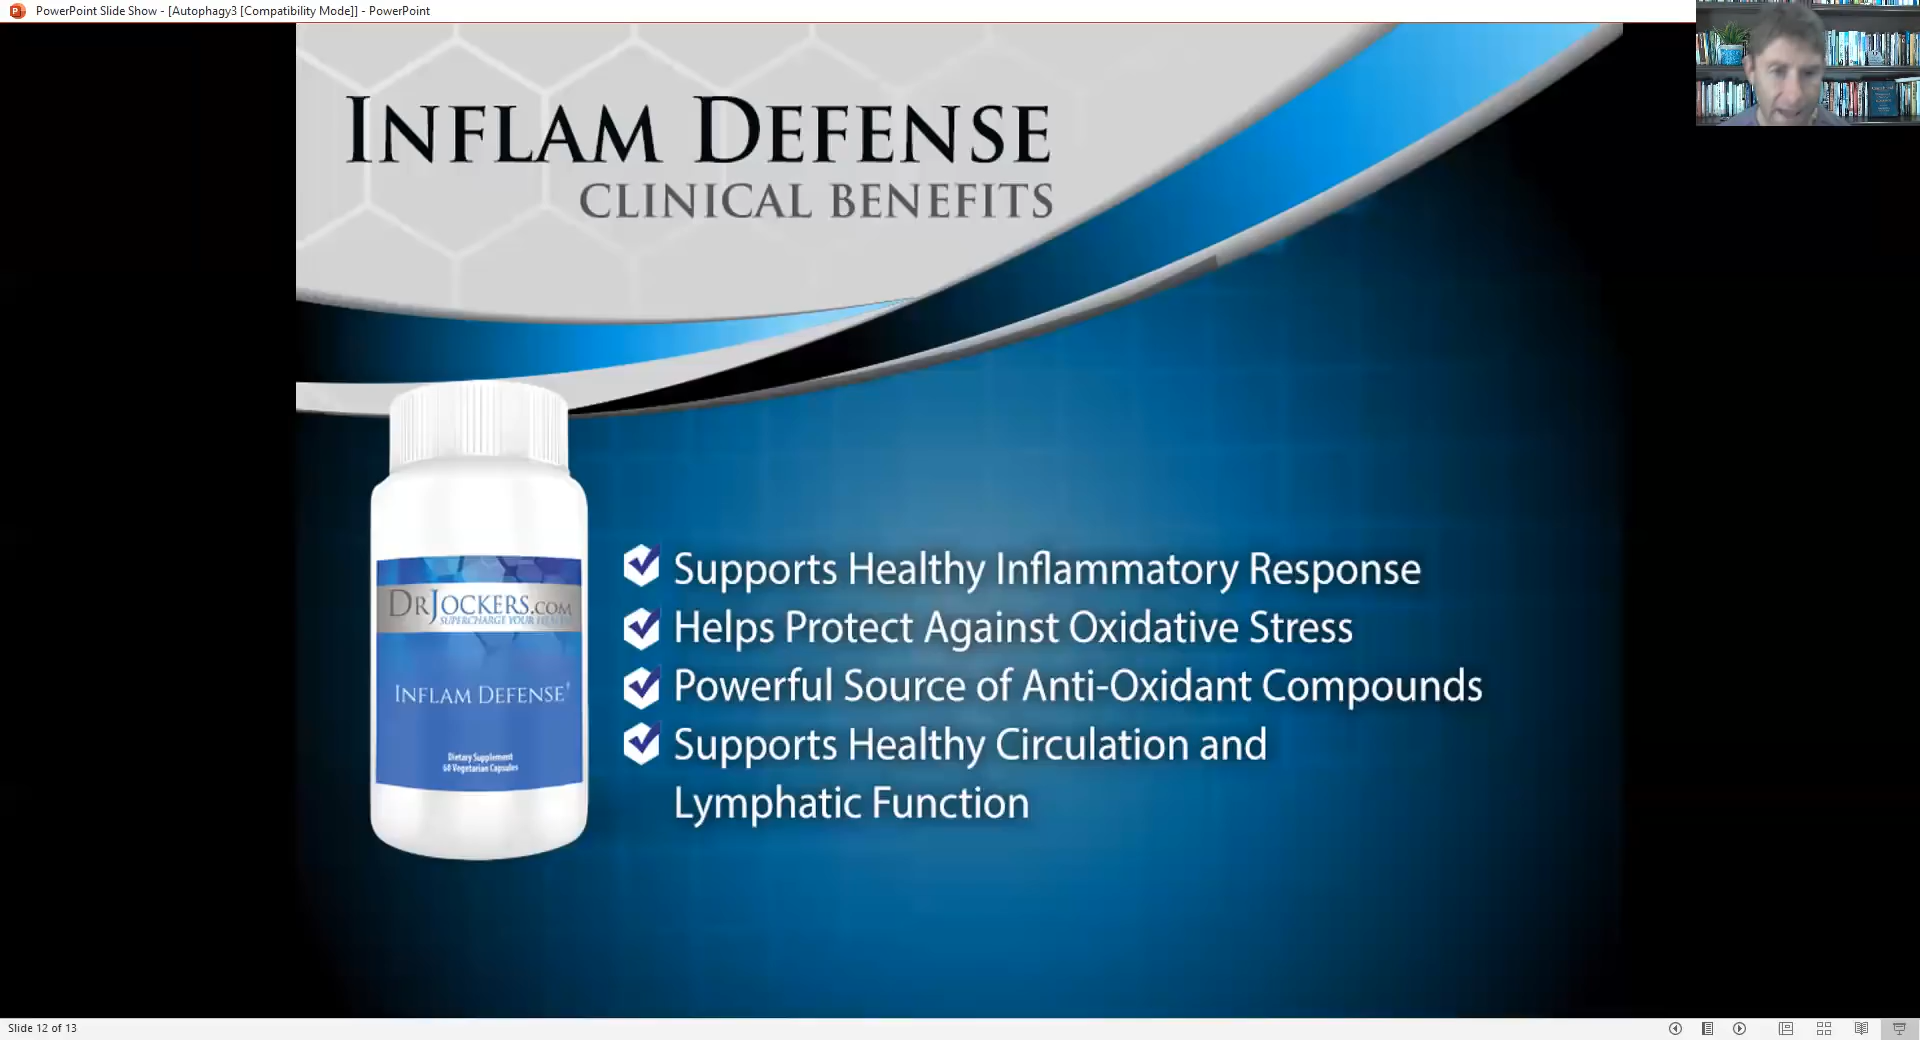 PowerPoint Slide Show - [Autophagy3 [Compatibility Mode]] - PowerPoint
INFLAM DEFENSE
CLINICAL BENEFITS
DRJOCKERS.COM
SUPERCHARGE YOUR
INFLAM DEFENSE
Dietary Supplement
60 Vegetarian Capsules
Supports Healthy Inflammatory Response
Helps Protect Against Oxidative Stress
Powerful Source of Anti-Oxidant Compounds
Supports Healthy Circulation and
Lymphatic Function
Slide 12 of 13